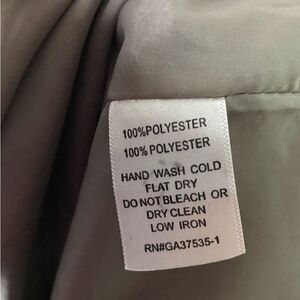 100%POLYESTER
100%POLYESTER
HAND WASH COLD
FLAT DRY
DO NOT BLEACH OR
DRY CLEAN
LOW IRON
RN#GA37535-1